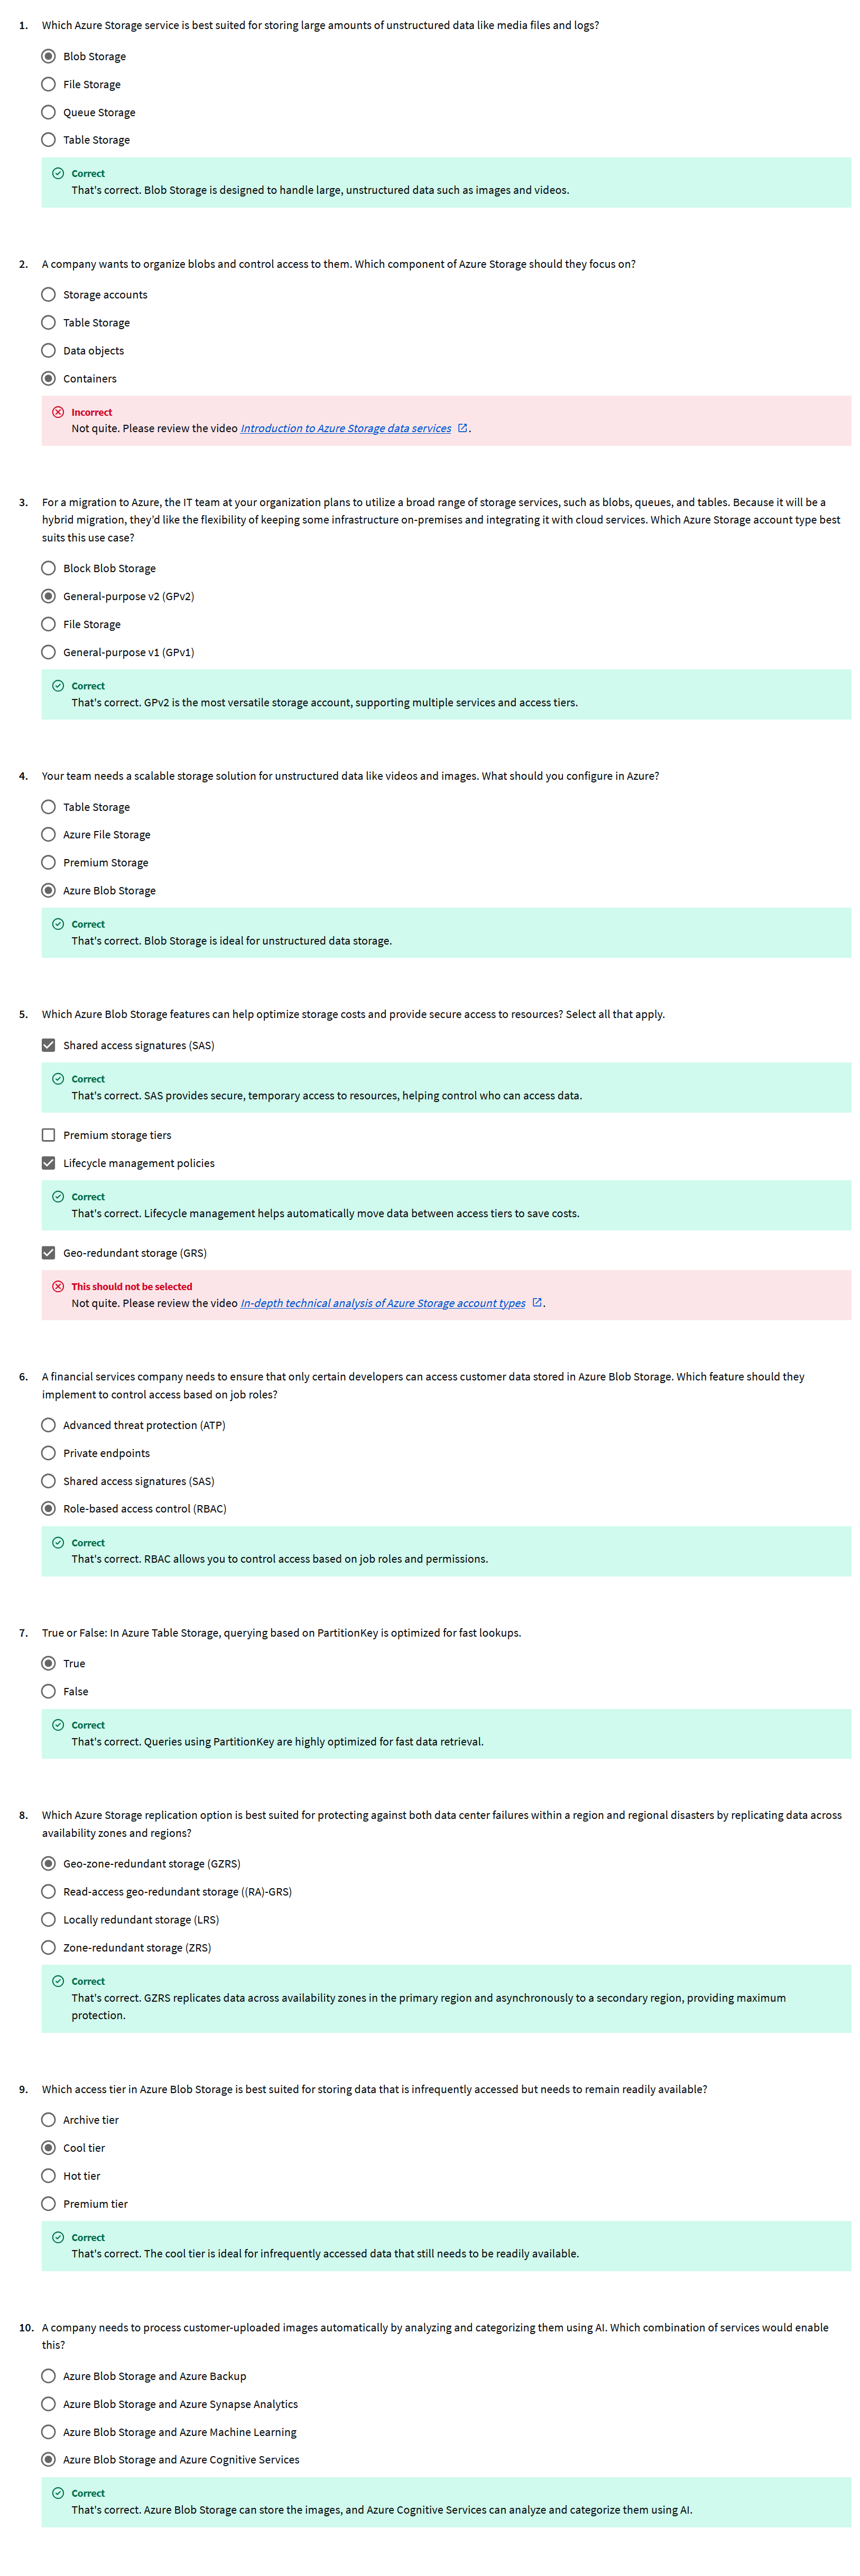 1. Which Azure Storage service is best suited for storing large amounts of unstructured data like media files and logs?
Blob Storage
File Storage
Queue Storage
Table Storage
Correct
That's correct. Blob Storage is designed to handle large, unstructured data such as images and videos.
2. A company wants to organize blobs and control access to them. Which component of Azure Storage should they focus on?
Storage accounts
Table Storage
Data objects
Containers
Incorrect
Not quite. Please review the video Introduction to Azure Storage data services .
3. For a migration to Azure, the IT team at your organization plans to utilize a broad range of storage services, such as blobs, queues, and tables. Because it will be a
hybrid migration, they'd like the flexibility of keeping some infrastructure on-premises and integrating it with cloud services. Which Azure Storage account type best
suits this use case?
Block Blob Storage
General-purpose v2 (GPv2)
File Storage
General-purpose v1 (GPv1)
Correct
That's correct. GPv2 is the most versatile storage account, supporting multiple services and access tiers.
4. Your team needs a scalable storage solution for unstructured data like videos and images. What should you configure in Azure?
Table Storage
Azure File Storage
Premium Storage
Azure Blob Storage
Correct
That's correct. Blob Storage is ideal for unstructured data storage.
5. Which Azure Blob Storage features can help optimize storage costs and provide secure access to resources? Select all that apply.
Shared access signatures (SAS)
Correct
That's correct. SAS provides secure, temporary access to resources, helping control who can access data.
Premium storage tiers
Lifecycle management policies
Correct
That's correct. Lifecycle management helps automatically move data between access tiers to save costs.
Geo-redundant storage (GRS)
This should not be selected
Not quite. Please review the video In-depth technical analysis of Azure Storage account types .
6. A financial services company needs to ensure that only certain developers can access customer data stored in Azure Blob Storage. Which feature should they
implement to control access based on job roles?
Advanced threat protection (ATP)
Private endpoints
Shared access signatures (SAS)
Role-based access control (RBAC)
Correct
That's correct. RBAC allows you to control access based on job roles and permissions.
7. True or False: In Azure Table Storage, querying based on PartitionKey is optimized for fast lookups.
True
False
Correct
That's correct. Queries using PartitionKey are highly optimized for fast data retrieval.
8. Which Azure Storage replication option is best suited for protecting against both data center failures within a region and regional disasters by replicating data across
availability zones and regions?
Geo-zone-redundant storage (GZRS)
Read-access geo-redundant storage ((RA)-GRS)
Locally redundant storage (LRS)
Zone-redundant storage (ZRS)
Correct
That's correct. GZRS replicates data across availability zones in the primary region and asynchronously to a secondary region, providing maximum
protection.
9. Which access tier in Azure Blob Storage is best suited for storing data that is infrequently accessed but needs to remain readily available?
Archive tier
Cool tier
Hot tier
Premium tier
Correct
That's correct. The cool tier is ideal for infrequently accessed data that still needs to be readily available.
10. A company needs to process customer-uploaded images automatically by analyzing and categorizing them using AI. Which combination of services would enable
this?
Azure Blob Storage and Azure Backup
Azure Blob Storage and Azure Synapse Analytics
Azure Blob Storage and Azure Machine Learning
Azure Blob Storage and Azure Cognitive Services
Correct
That's correct. Azure Blob Storage can store the images, and Azure Cognitive Services can analyze and categorize them using AI.